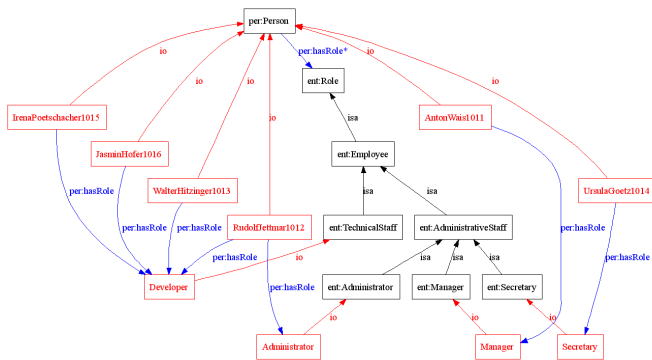 per:Person
io
io
io
io
io
io
per:hasRole*
ent:Role
isa
IrenaPoetschacher1015
AntonWais1011
JasminHofer1016
ent:Employee
WalterHitzinger1013
UrsulaGoetz1014
per:hasRole
isa
isa
per:hasRole
per:hasRole
RudolfJettmar1012
ent:TechnicalStaff
ent:AdministrativeStaff
per:hasRole
per:hasRole
io
isa
isa
isa
per:hasRole
per:hasRole
Developer
ent:Administrator
ent:Manager
ent:Secretary
io
io
io
Administrator
Manager
Secretary